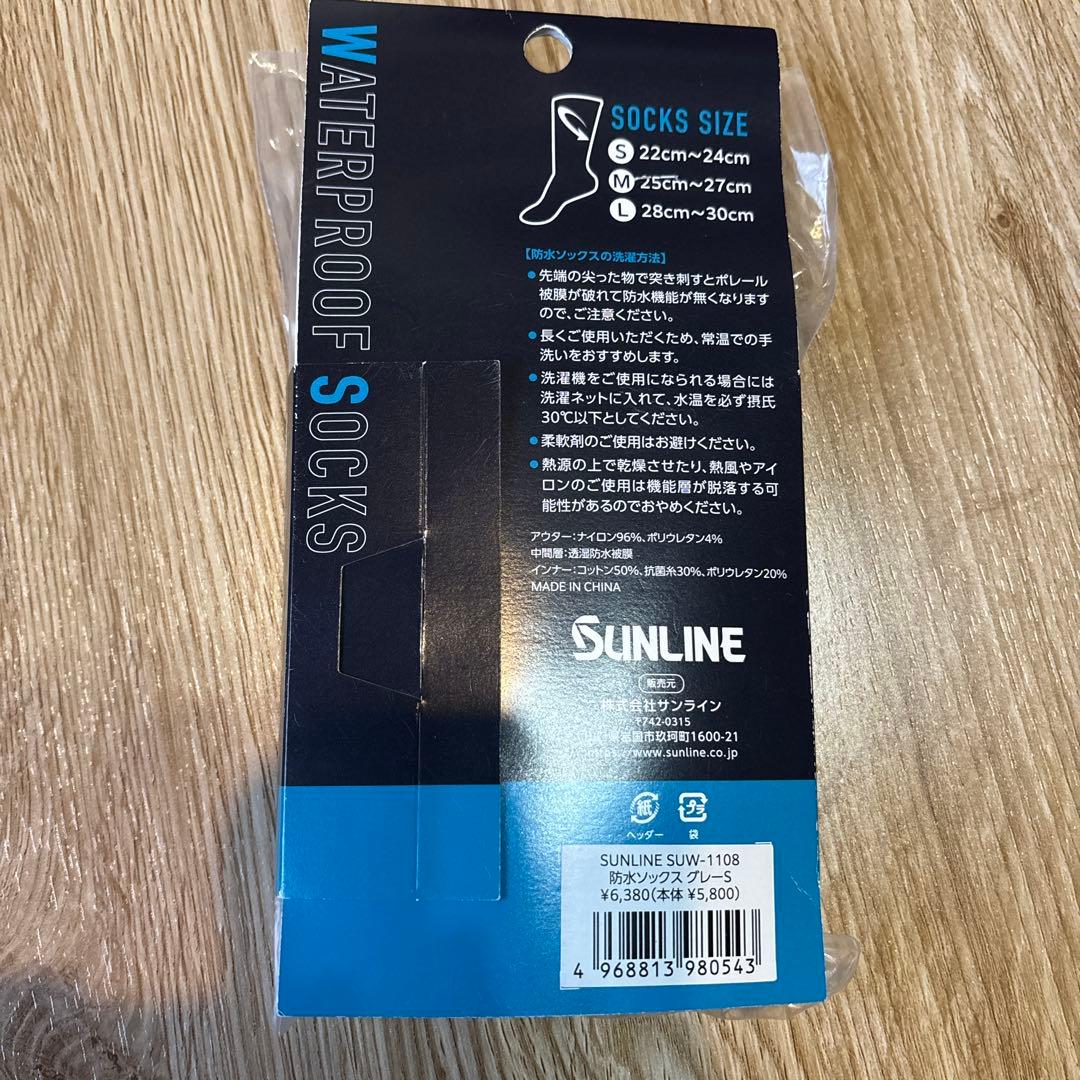 WATERPROOF SOCKS
SOCKS SIZE
S 22cm～24cm
M 25cm～27cm
L 28cm～30cm
【防水ソックスの洗濯方法】
●先端の尖った物で突き刺すとポレール
被膜が破れて防水機能が無くなります
ので、ご注意ください。
●長くご使用いただくため、常温での手
洗いをおすすめします。
●洗濯機をご使用になられる場合には
洗濯ネットに入れて、水温を必ず摂氏
30℃以下としてください。
●柔軟剤のご使用はお避けください。
●熱源の上で乾燥させたり、熱風やアイ
ロンのご使用は機能層が脱落する可
能性があるのでおやめください。
アウター:ナイロン96%、ポリウレタン4%
中間層:透湿防水被膜
インナー:コットン50%、抗菌糸30%、ポリウレタン20%
MADE IN CHINA
SUNLINE
販売元
株式会社サンライン
〒742-0315
県岩国市玖珂町1600-21
https://www.sunline.co.jp
紙 プラ
ヘッダー 袋
SUNLINE SUW-1108
防水ソックス グレーS
¥6,380(本体 ¥5,800)
4 968813 980543